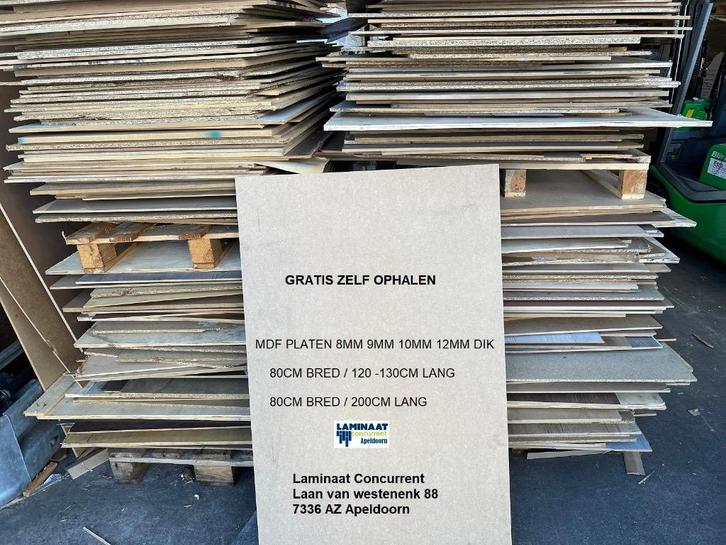 GRATIS ZELF OPHALEN
MDF PLATEN 8MM 9MM 10MM 12MM DIK
80CM BRED / 120 -130CM LANG
80CM BRED / 200CM LANG
LAMINAAT
concurrent
Apeldoorn
Laminaat Concurrent
Laan van westenenk 88
7336 AZ Apeldoorn